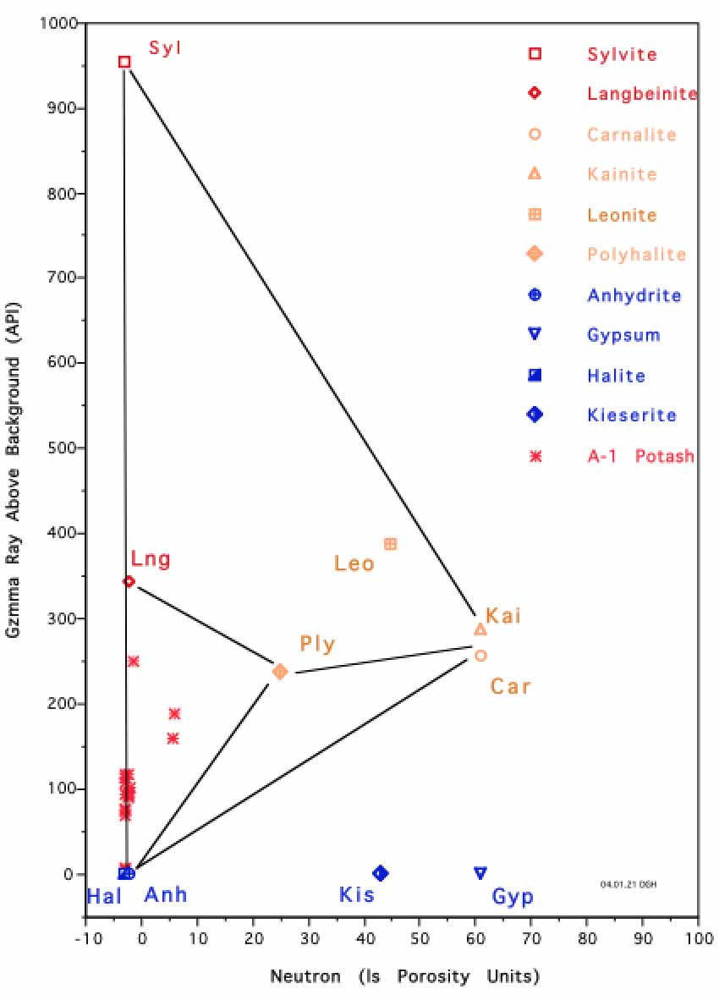 1000
900
800
700
600
500
400
300
200
100
0
Gzmma Ray Above Background (API)
Syl
Sylvite
Langbeinite
Carnalite
Kainite
Leonite
Polyhalite
Anhydrite
Gypsum
Halite
Kieserite
A-1 Potash
Leo
Lng
Kai
Ply
Car
04.01.21 DGH
Hal Anh Kis Gyp
-10 0 10 20 30 40 50 60 70 80 90 100
Neutron (ls Porosity Units)